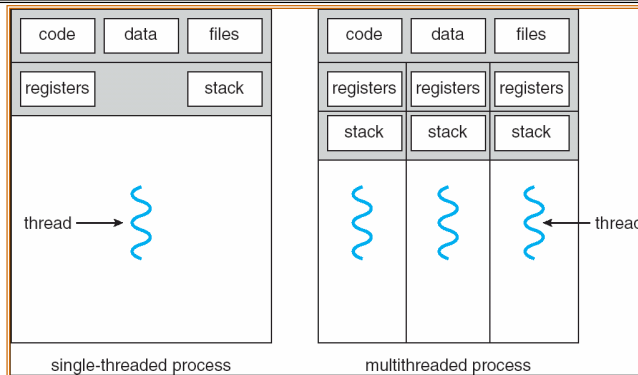 code data files code data files
registers stack registers registers registers
stack stack stack
thread threa
single-threaded process multithreaded process